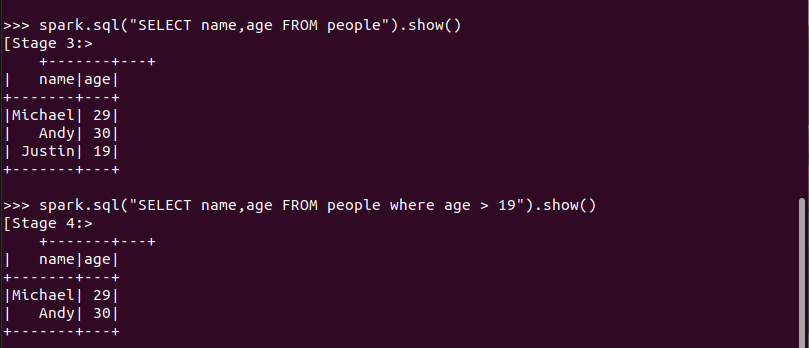 >>> spark.sql("SELECT name,age FROM people").show()
[Stage 3:>
    +-------+---+
|   name|age|
+-------+---+
|Michael| 29|
|   Andy| 30|
| Justin| 19|
+-------+---+
>>> spark.sql("SELECT name,age FROM people where age > 19").show()
[Stage 4:>
    +-------+---+
|   name|age|
+-------+---+
|Michael| 29|
|   Andy| 30|
+-------+---+